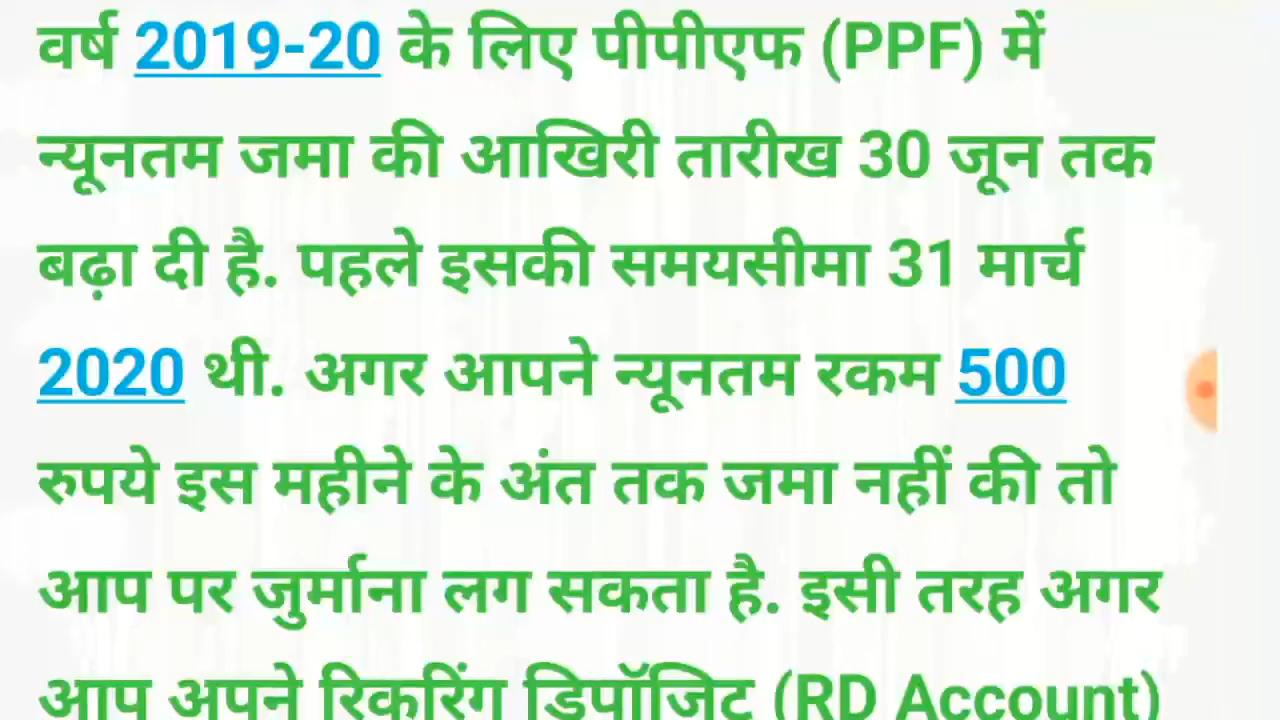 वर्ष 2019-20 के लिए पीपीएफ (PPF) में
न्यूनतम जमा की आखिरी तारीख 30 जून तक
बढ़ा दी है. पहले इसकी समयसीमा 31 मार्च
2020 थी. अगर आपने न्यूनतम रकम 500
रुपये इस महीने के अंत तक जमा नहीं की तो
आप पर जुर्माना लग सकता है. इसी तरह अगर
आप अपने रिकरिंग डिपॉजिट (RD Account)